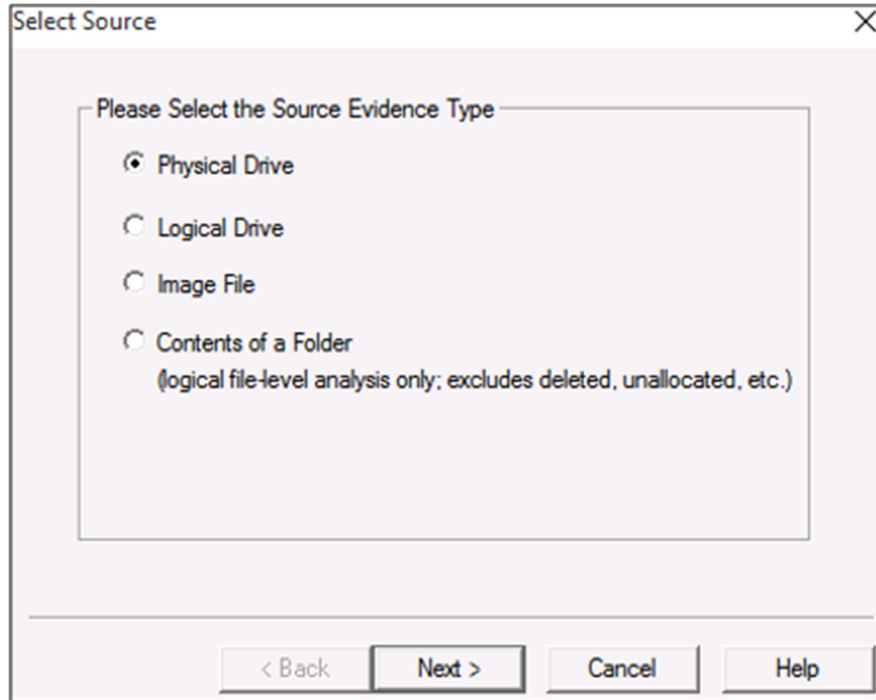 Select Source
Please Select the Source Evidence Type
Physical Drive
Logical Drive
Image File
Contents of a Folder
(logical file-level analysis only; excludes deleted, unallocated, etc.)
< Back Next > Cancel Help